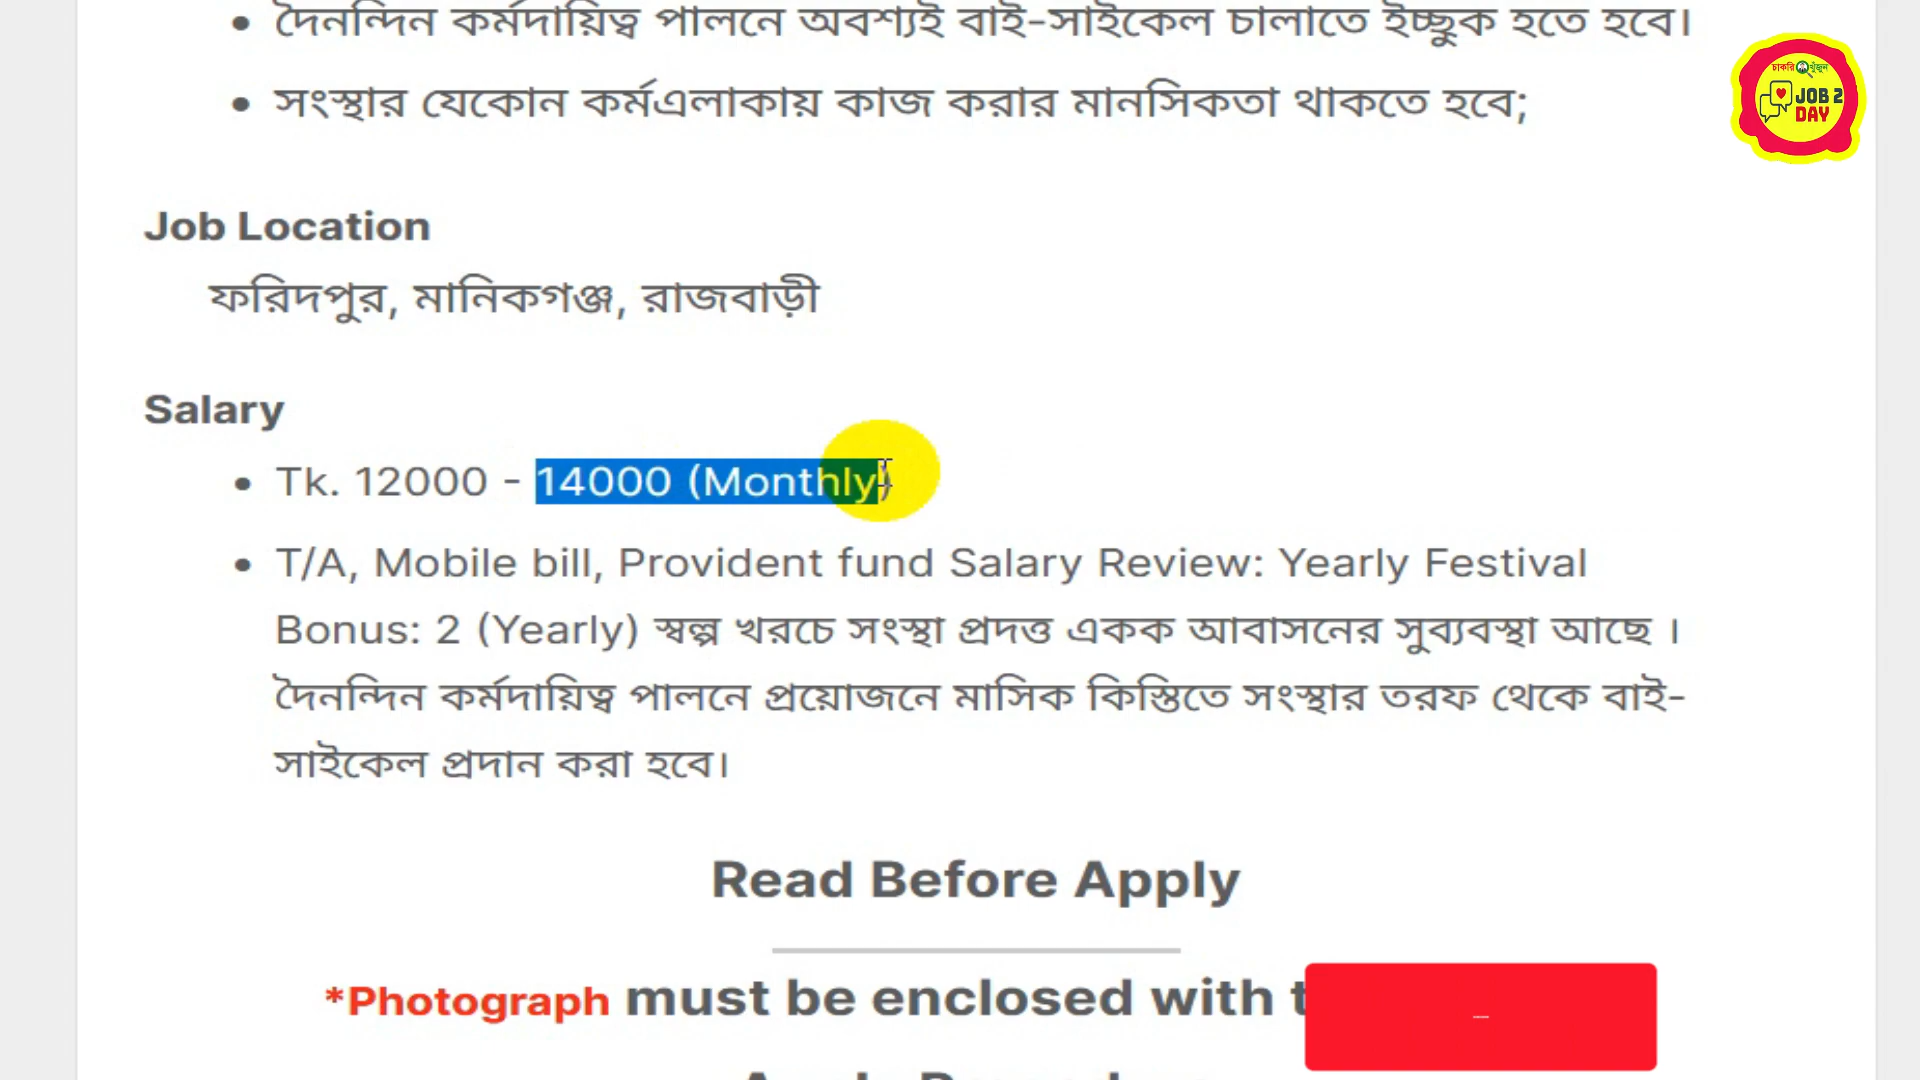 দৈনন্দিন কর্মদায়িত্ব পালনে অবশ্যই বাই-সাইকেল চালাতে ইচ্ছুক হতে হবে।
সংস্থার যেকোন কর্মএলাকায় কাজ করার মানসিকতা থাকতে হবে;
চাকরি খুঁজুন
JOB 2
DAY
Job Location
ফরিদপুর, মানিকগঞ্জ, রাজবাড়ী
Salary
Tk. 12000 - 14000 (Monthly)
T/A, Mobile bill, Provident fund Salary Review: Yearly Festival
Bonus: 2 (Yearly) স্বল্প খরচে সংস্থা প্রদত্ত একক আবাসনের সুব্যবস্থা আছে ।
দৈনন্দিন কর্মদায়িত্ব পালনে প্রয়োজনে মাসিক কিস্তিতে সংস্থার তরফ থেকে বাই-
সাইকেল প্রদান করা হবে।
Read Before Apply
*Photograph must be enclosed with